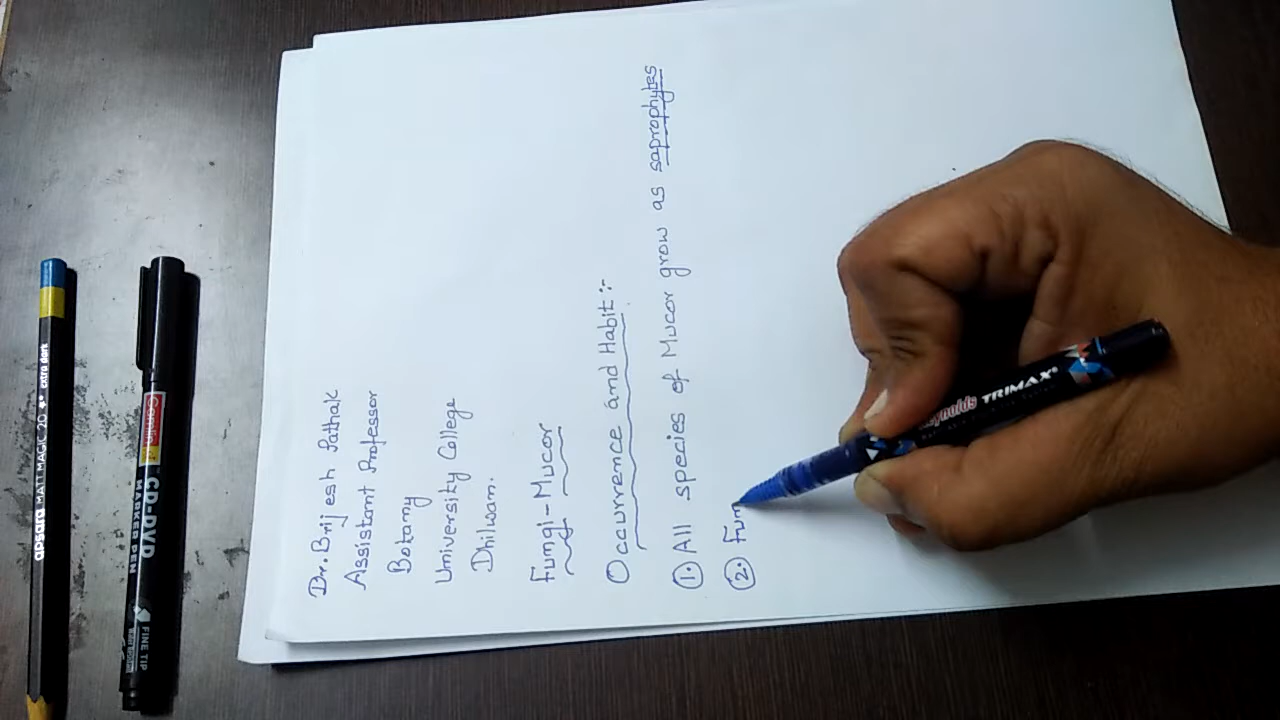 Dr. Brijesh Pathak
Assistant Professor
Botany
University College
Dhilwan.
Fungi-Mucor
Occurrence and Habit:-
1. All species of Mucor grow as saprophytes
2. Fun
apsara MATT MAGIC 2.0 extra dark
Camlin
CD-DVD
MARKER PEN
FINE TIP
Reynolds TRIMAX